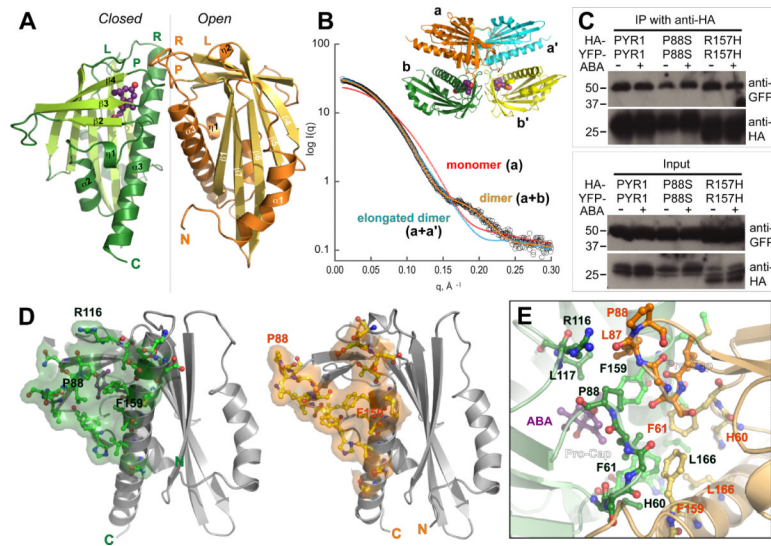 A
Closed
Open
L
P
R
R
L
P
η2
β4
β3
β2
η1
α3
α2
C
α3
η1
α1
N
B
log I(q)
100
10
1
0.1
0.00
0.05
0.10
0.15
0.20
0.25
0.30
q, Å⁻¹
a
a'
b
b'
monomer (a)
dimer (a+b)
elongated dimer
(a+a')
C
IP with anti-HA
HA- PYR1 P88S R157H
YFP- PYR1 P88S R157H
ABA - + - + - +
50
37
anti-
GFP
25
anti-
HA
Input
HA- PYR1 P88S R157H
YFP- PYR1 P88S R157H
ABA - + - + - +
50
37
anti-
GFP
25
anti-
HA
D
R116
P88
F159
N
C
P88
F159
C
N
E
P88
R116
L87
F159
L117
P88
ABA
F61
H60
Pro-Cap
F61
L166
H60
L166
F159